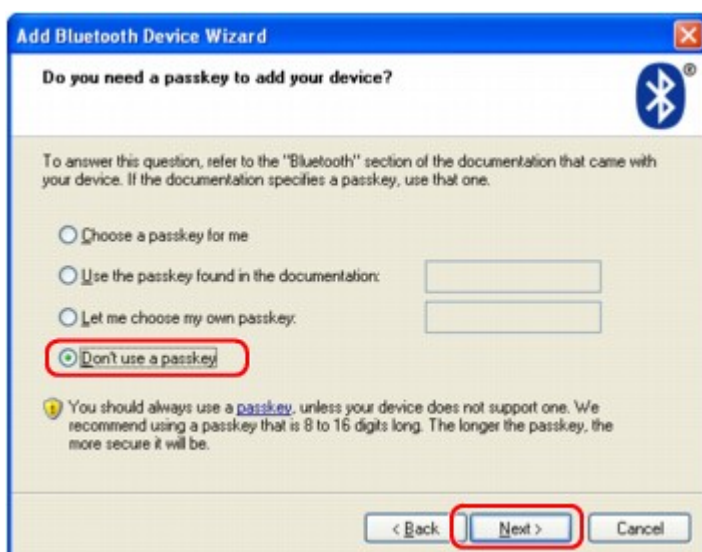 Add Bluetooth Device Wizard
Do you need a passkey to add your device?
®
To answer this question, refer to the "Bluetooth" section of the documentation that came with
your device. If the documentation specifies a passkey, use that one.
Choose a passkey for me
Use the passkey found in the documentation:
Let me choose my own passkey:
Don't use a passkey
You should always use a passkey, unless your device does not support one. We
recommend using a passkey that is 8 to 16 digits long. The longer the passkey, the
more secure it will be.
< Back Next > Cancel